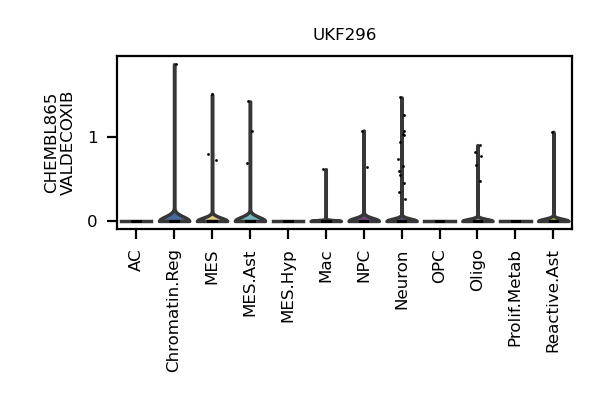 UKF296
CHEMBL865
VALDECOXIB
1
0
AC
Chromatin.Reg
MES
MES.Ast
MES.Hyp
Mac
NPC
Neuron
OPC
Oligo
Prolif.Metab
Reactive.Ast